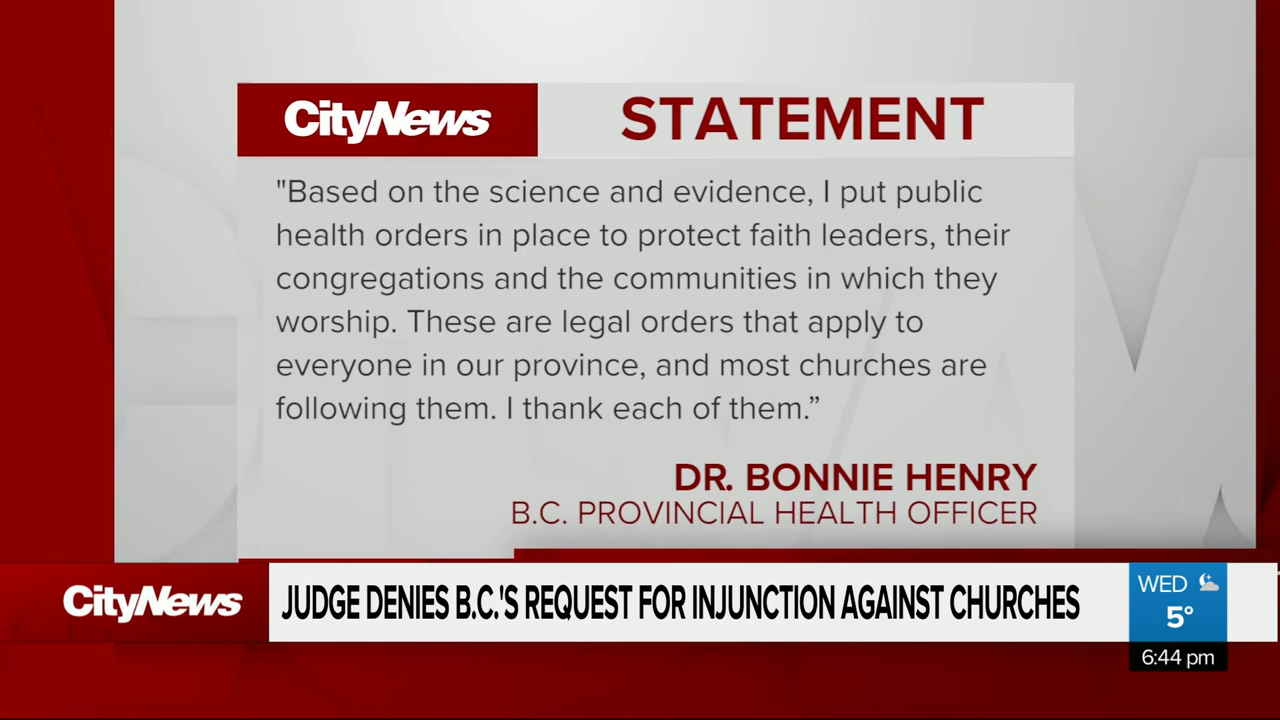 CityNews
STATEMENT
"Based on the science and evidence, I put public
health orders in place to protect faith leaders, their
congregations and the communities in which they
worship. These are legal orders that apply to
everyone in our province, and most churches are
following them. I thank each of them.”
DR. BONNIE HENRY
B.C. PROVINCIAL HEALTH OFFICER
CityNews
JUDGE DENIES B.C.'S REQUEST FOR INJUNCTION AGAINST CHURCHES
WED
5°
6:44 pm